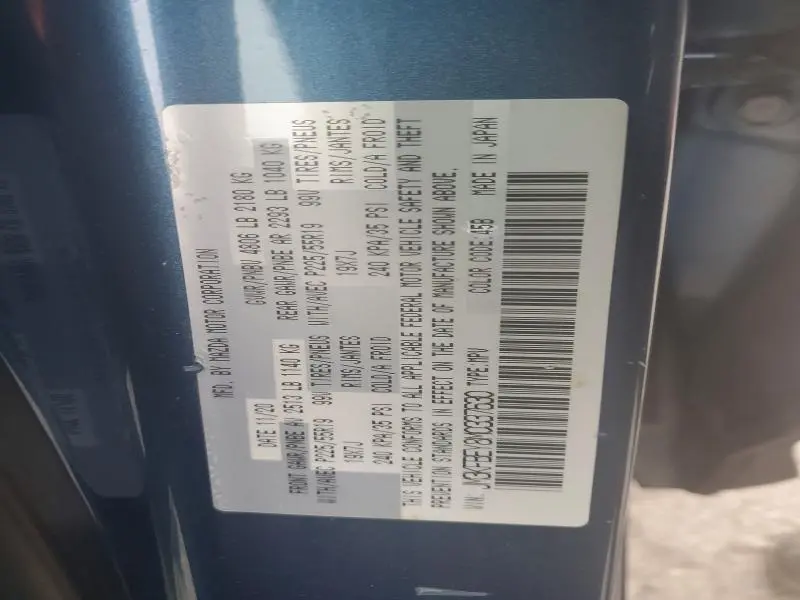 MFD. BY MAZDA MOTOR CORPORATION
DATE 11/20 GVWR/PNBV 4806 LB 2180 KG
FRONT GAWR/PNBE AV 2513 LB 1140 KG REAR GAWR/PNBE AR 2293 LB 1040 KG
WITH/AVEC P225/55R19 99V TIRES/PNEUS WITH/AVEC P225/55R19 99V TIRES/PNEUS
19X7J RIMS/JANTES 19X7J RIMS/JANTES
240 KPA/35 PSI COLD/A FROID 240 KPA/35 PSI COLD/A FROID
THIS VEHICLE CONFORMS TO ALL APPLICABLE FEDERAL MOTOR VEHICLE SAFETY AND THEFT
PREVENTION STANDARDS IN EFFECT ON THE DATE OF MANUFACTURE SHOWN ABOVE.
VIN: TYPE:MPV COLOR CODE:45B MADE IN JAPAN